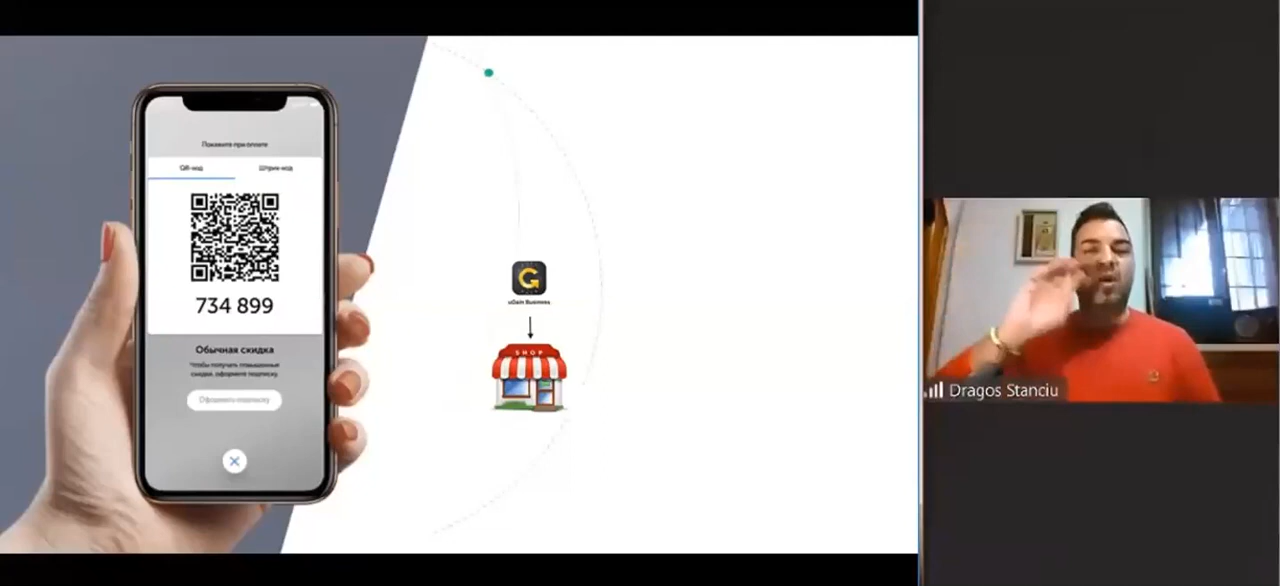 Покажите при оплате
QR-код
Штрих-код
734 899
Обычная скидка
Чтобы получать повышенные
скидки, оформите подписку.
Оформить подписку
G
uGain Business
SHOP
Dragos Stanciu